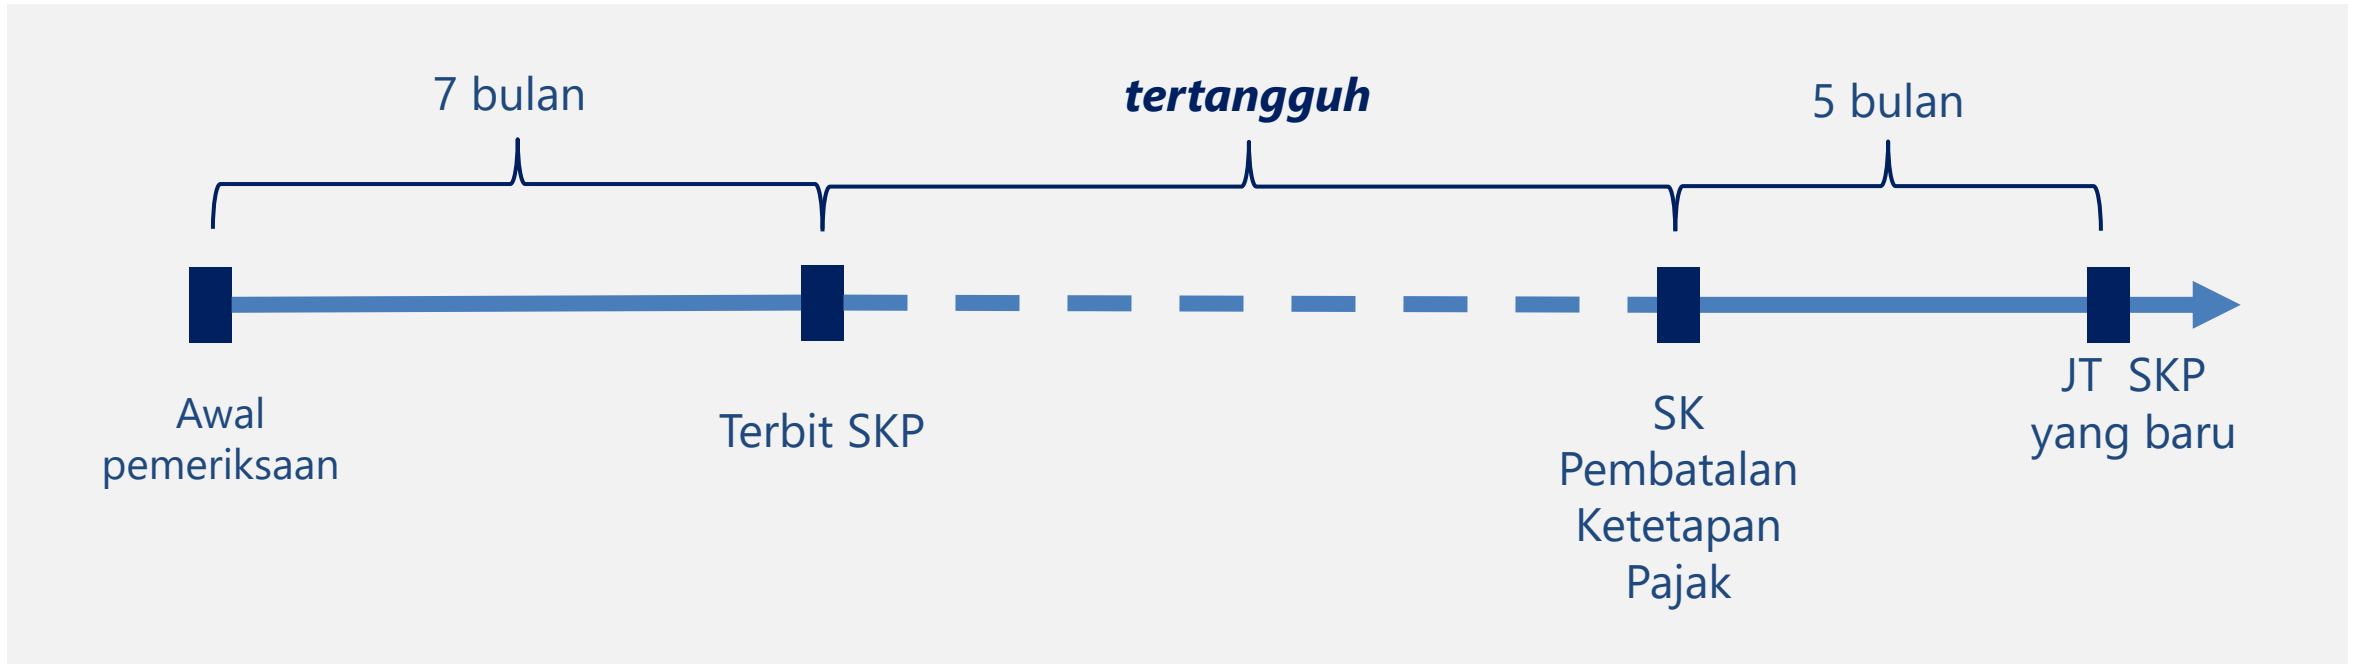 7 bulan
tertangguh
5 bulan
Awal
pemeriksaan
Terbit SKP
SK
Pembatalan
Ketetapan
Pajak
JT SKP
yang baru